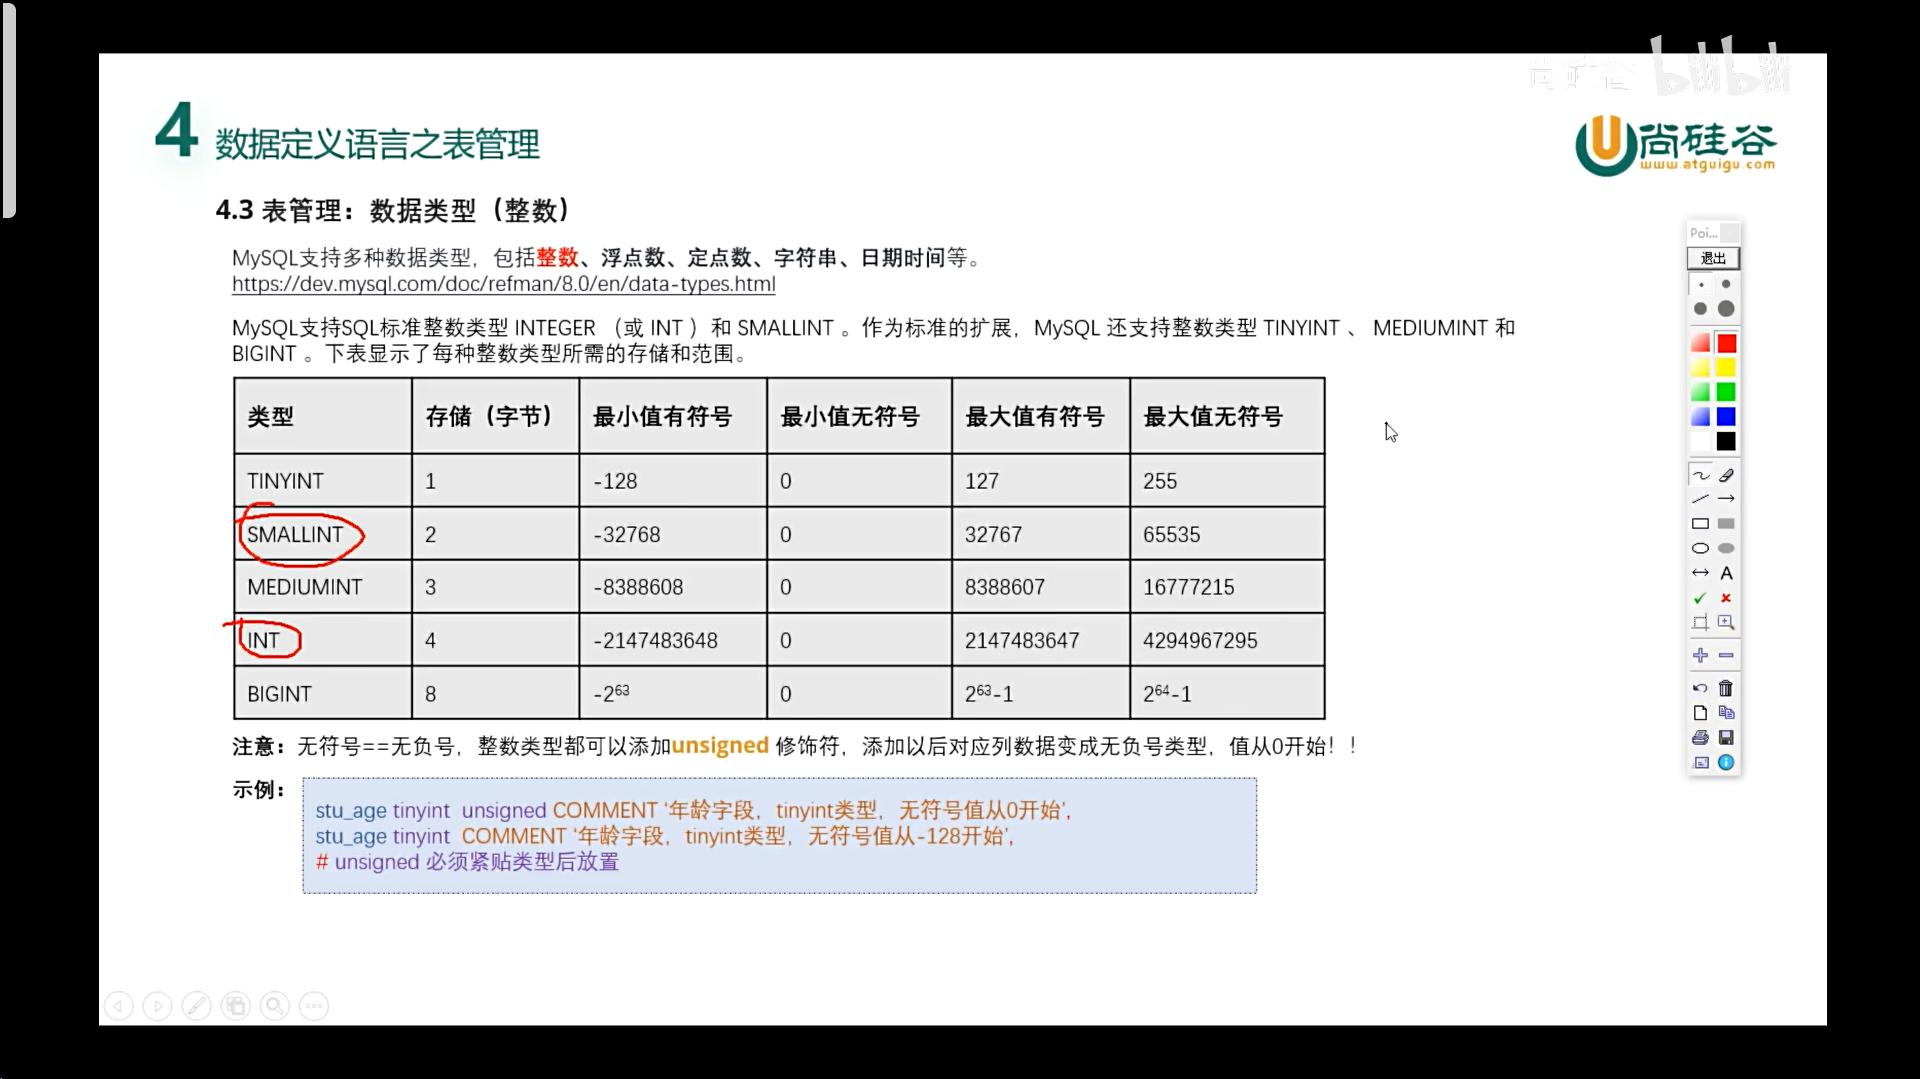 尚硅谷 bilibili
4 数据定义语言之表管理
尚硅谷
www.atguigu.com
4.3 表管理：数据类型（整数）
MySQL支持多种数据类型，包括整数、浮点数、定点数、字符串、日期时间等。
https://dev.mysql.com/doc/refman/8.0/en/data-types.html
MySQL支持SQL标准整数类型 INTEGER （或 INT ）和 SMALLINT 。作为标准的扩展，MySQL 还支持整数类型 TINYINT 、 MEDIUMINT 和
BIGINT 。下表显示了每种整数类型所需的存储和范围。
类型 存储（字节） 最小值有符号 最小值无符号 最大值有符号 最大值无符号
TINYINT 1 -128 0 127 255
SMALLINT 2 -32768 0 32767 65535
MEDIUMINT 3 -8388608 0 8388607 16777215
INT 4 -2147483648 0 2147483647 4294967295
BIGINT 8 -2⁶³ 0 2⁶³-1 2⁶⁴-1
注意：无符号==无负号，整数类型都可以添加unsigned 修饰符，添加以后对应列数据变成无负号类型，值从0开始！！
示例：
stu_age tinyint unsigned COMMENT ‘年龄字段，tinyint类型，无符号值从0开始’,
stu_age tinyint COMMENT ‘年龄字段，tinyint类型，无符号值从-128开始’,
# unsigned 必须紧贴类型后放置
Poi...
退出
A